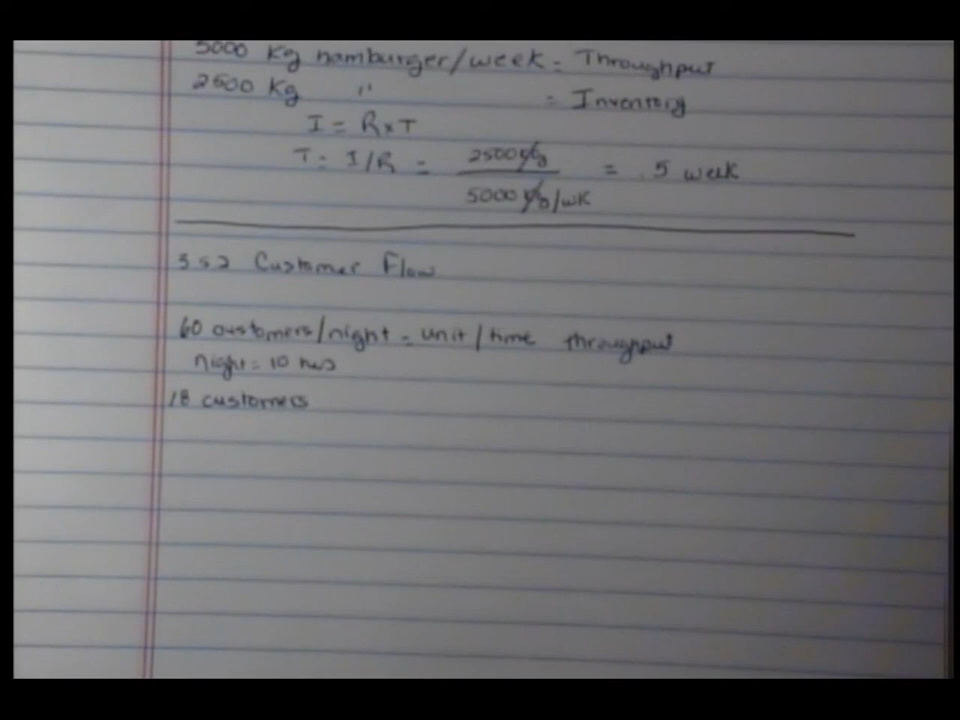 5000 Kg hamburger/week = Throughput
2500 Kg " = Inventory
I = R x T
T = I/R = 2500 kg / 5000 kg/wk = .5 week
3.5.2 Customer Flow
60 customers/night = unit/time throughput
night = 10 hrs
18 customers